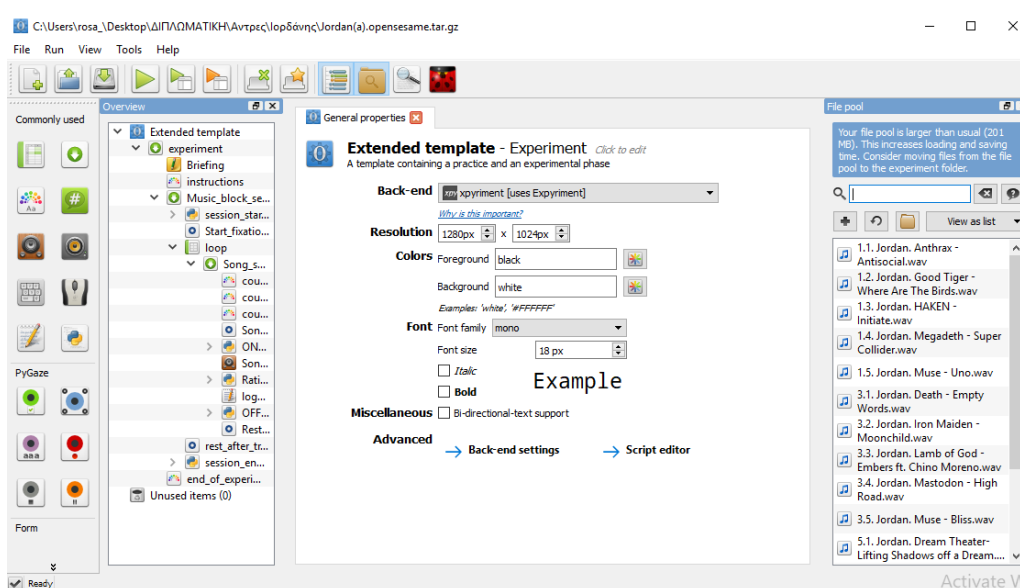 C:\Users\rosa_\Desktop\ΔΙΠΛΩΜΑΤΙΚΗ\Αντρες\Ιορδάνης\Jordan(a).opensesame.tar.gz
File Run View Tools Help
Commonly used
PyGaze
Form
Overview
Extended template
experiment
Briefing
instructions
Music_block_se...
session_star...
Start_fixatio...
loop
Song_s...
cou...
cou...
cou...
Son...
ON...
Son...
Rati...
log...
OFF...
Rest...
rest_after_tr...
session_en...
end_of_experi...
Unused items (0)
General properties
Extended template - Experiment Click to edit
A template containing a practice and an experimental phase
Back-end xpyriment [uses Expyriment]
Why is this important?
Resolution 1280px x 1024px
Colors Foreground black
Background white
Examples: 'white', '#FFFFFF'
Font Font family mono
Font size 18 px
Italic
Bold
Example
Miscellaneous Bi-directional-text support
Advanced
Back-end settings Script editor
File pool
Your file pool is larger than usual (201
MB). This increases loading and saving
time. Consider moving files from the file
pool to the experiment folder.
View as list
1.1. Jordan. Anthrax -
Antisocial.wav
1.2. Jordan. Good Tiger -
Where Are The Birds.wav
1.3. Jordan. HAKEN -
Initiate.wav
1.4. Jordan. Megadeth - Super
Collider.wav
1.5. Jordan. Muse - Uno.wav
3.1. Jordan. Death - Empty
Words.wav
3.2. Jordan. Iron Maiden -
Moonchild.wav
3.3. Jordan. Lamb of God -
Embers ft. Chino Moreno.wav
3.4. Jordan. Mastodon - High
Road.wav
3.5. Jordan. Muse - Bliss.wav
5.1. Jordan. Dream Theater-
Lifting Shadows off a Dream....
Ready
Activate